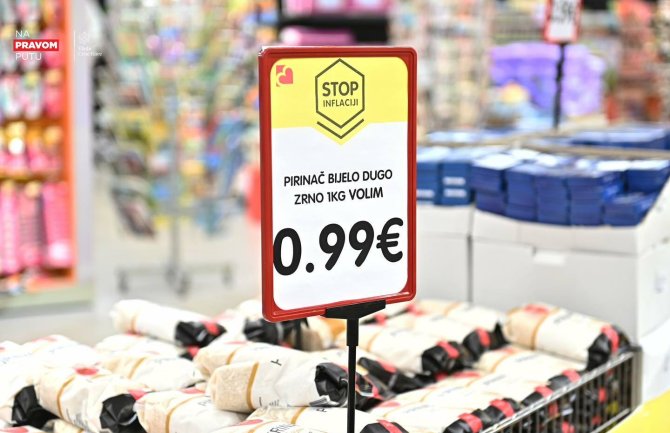 NA
PRAVOM
PUTU
STOP
INFLACIJI
PIRINAČ BIJELO DUGO
ZRNO 1KG VOLIM
0.99€